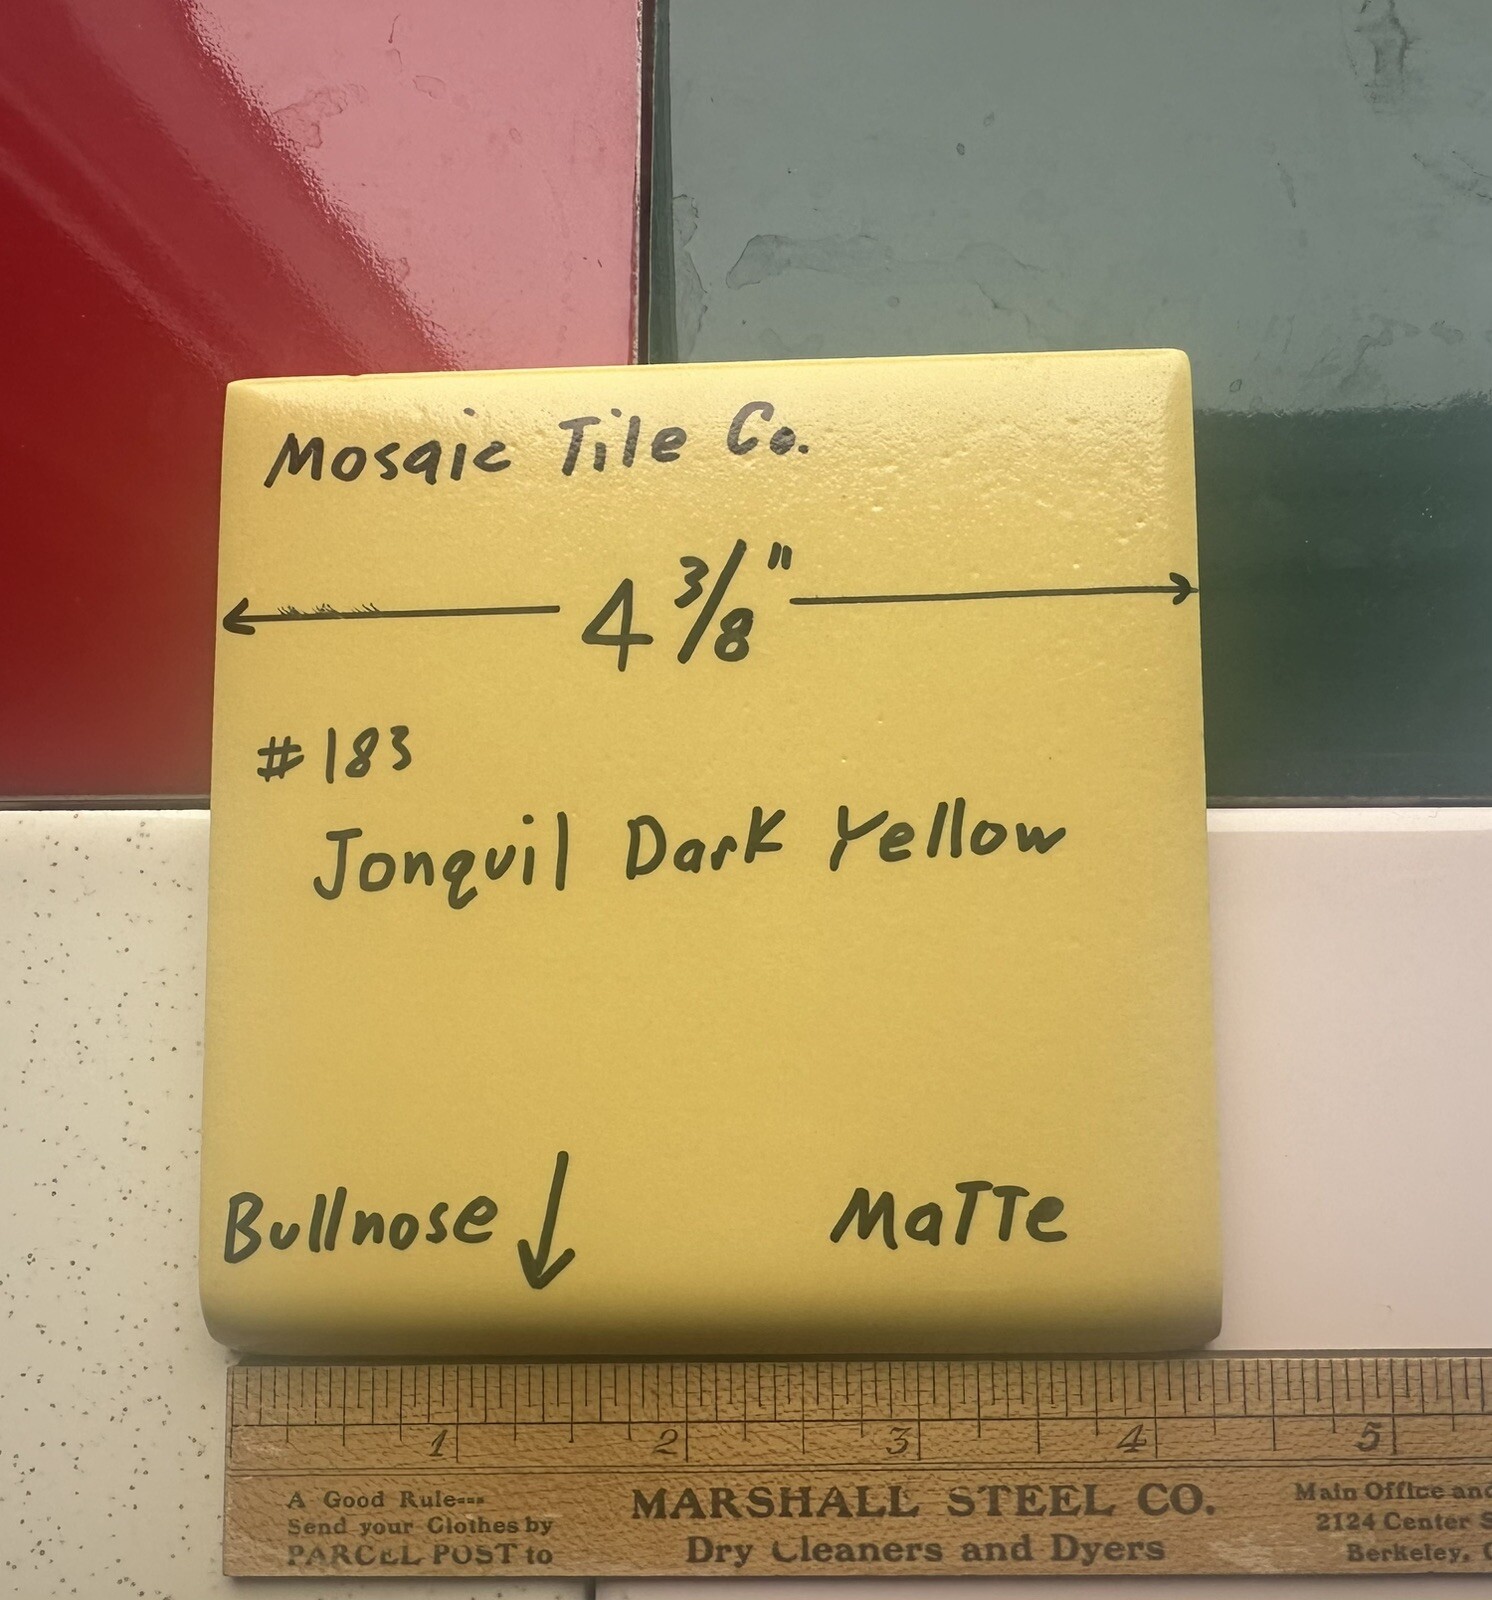 Mosaic Tile Co.
4 3/8"
#183
Jonquil Dark Yellow
Bullnose
Matte
1 2 3 4 5
A Good Rule---
Send your Clothes by
PARCEL POST to
MARSHALL STEEL CO.
Dry Cleaners and Dyers
Main Office and
2124 Center
Berkeley,